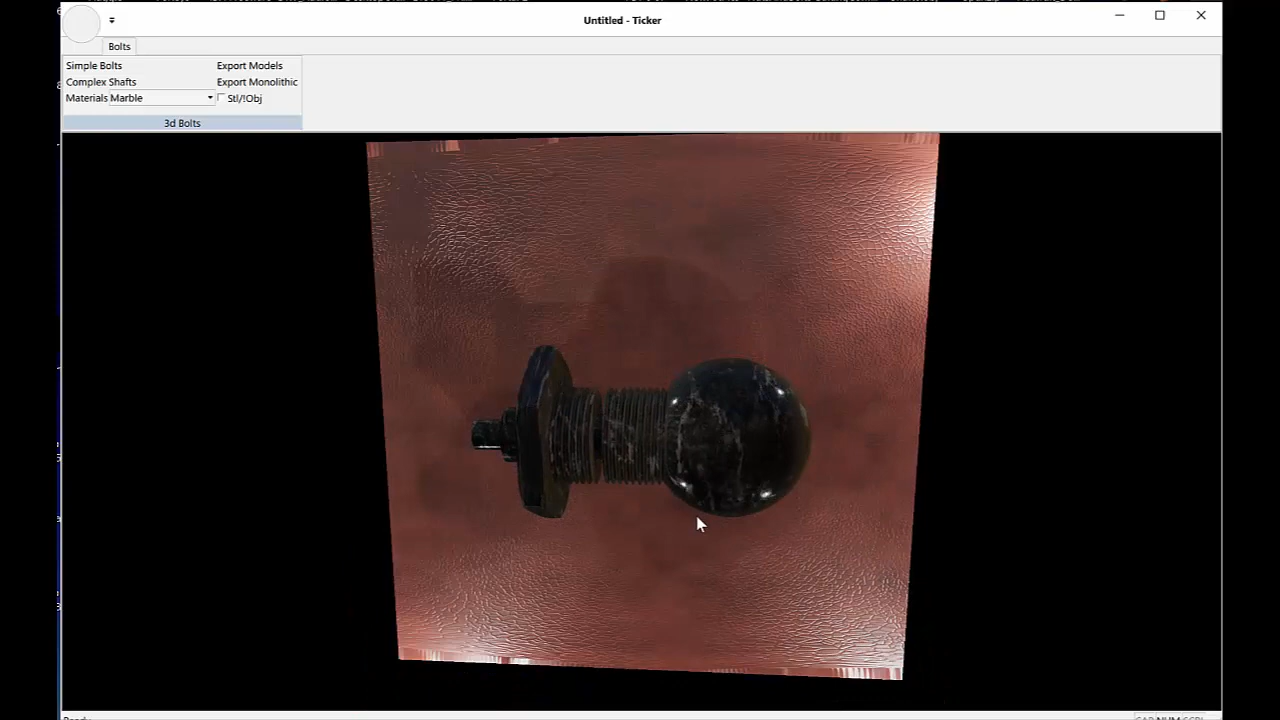 Untitled - Ticker
Bolts
Simple Bolts
Export Models
Complex Shafts
Export Monolithic
Materials Marble
Stl/!Obj
3d Bolts